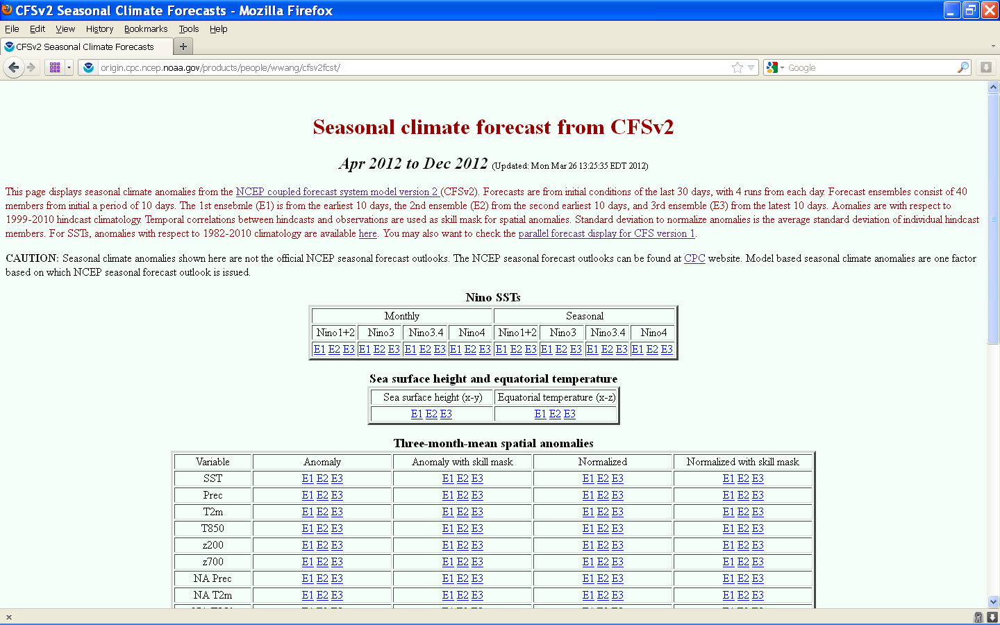 CFSv2 Seasonal Climate Forecasts - Mozilla Firefox
File Edit View History Bookmarks Tools Help
CFSv2 Seasonal Climate Forecasts
origin.cpc.ncep.noaa.gov/products/people/wwang/cfsv2fcst/ Google
Seasonal climate forecast from CFSv2
Apr 2012 to Dec 2012 (Updated: Mon Mar 26 13:25:35 EDT 2012)
This page displays seasonal climate anomalies from the NCEP coupled forecast system model version 2 (CFSv2). Forecasts are from initial conditions of the last 30 days, with 4 runs from each day. Forecast ensembles consist of 40
members from initial a period of 10 days. The 1st ensebmle (E1) is from the earliest 10 days, the 2nd ensemble (E2) from the second earliest 10 days, and 3rd ensemble (E3) from the latest 10 days. Aomalies are with respect to
1999-2010 hindcast climatology. Temporal correlations between hindcasts and observations are used as skill mask for spatial anomalies. Standard deviation to normalize anomalies is the average standard deviation of individual hindcast
members. For SSTs, anomalies with respect to 1982-2010 climatology are available here. You may also want to check the parallel forecast display for CFS version 1.
CAUTION: Seasonal climate anomalies shown here are not the official NCEP seasonal forecast outlooks. The NCEP seasonal forecast outlooks can be found at CPC website. Model based seasonal climate anomalies are one factor
based on which NCEP seasonal forecast outlook is issued.
Nino SSTs
Monthly Seasonal
Nino1+2 Nino3 Nino3.4 Nino4 Nino1+2 Nino3 Nino3.4 Nino4
E1 E2 E3 E1 E2 E3 E1 E2 E3 E1 E2 E3 E1 E2 E3 E1 E2 E3 E1 E2 E3 E1 E2 E3
Sea surface height and equatorial temperature
Sea surface height (x-y) Equatorial temperature (x-z)
E1 E2 E3 E1 E2 E3
Three-month-mean spatial anomalies
Variable Anomaly Anomaly with skill mask Normalized Normalized with skill mask
SST E1 E2 E3 E1 E2 E3 E1 E2 E3 E1 E2 E3
Prec E1 E2 E3 E1 E2 E3 E1 E2 E3 E1 E2 E3
T2m E1 E2 E3 E1 E2 E3 E1 E2 E3 E1 E2 E3
T850 E1 E2 E3 E1 E2 E3 E1 E2 E3 E1 E2 E3
z200 E1 E2 E3 E1 E2 E3 E1 E2 E3 E1 E2 E3
z700 E1 E2 E3 E1 E2 E3 E1 E2 E3 E1 E2 E3
NA Prec E1 E2 E3 E1 E2 E3 E1 E2 E3 E1 E2 E3
NA T2m E1 E2 E3 E1 E2 E3 E1 E2 E3 E1 E2 E3